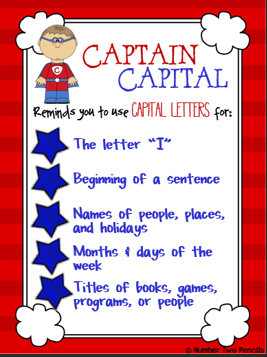 CAPTAIN
CAPITAL
Reminds you to use CAPITAL LETTERS for:
The letter "I"
Beginning of a sentence
Names of people, places,
and holidays
Months & days of the
week
Titles of books, games,
programs, or people
© Number Two Pencils